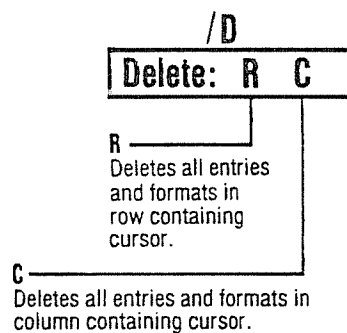 /D
Delete: R C
R
Deletes all entries
and formats in
row containing
cursor.
C
Deletes all entries and formats in
column containing cursor.